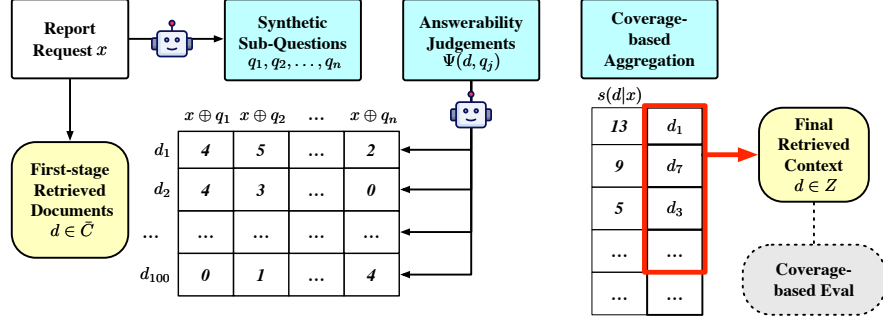 Report
Request x
Synthetic
Sub-Questions
q₁, q₂, . . . , qₙ
Answerability
Judgements
Ψ(d, qⱼ)
Coverage-
based
Aggregation
First-stage
Retrieved
Documents
d ∈ C̄
x ⊕ q₁ x ⊕ q₂ ... x ⊕ qₙ
d₁ 4 5 ... 2
d₂ 4 3 ... 0
... ... ... ... ...
d₁₀₀ 0 1 ... 4
s(d|x)
13 d₁
9 d₇
5 d₃
... ...
... ...
Final
Retrieved
Context
d ∈ Z
Coverage-
based Eval